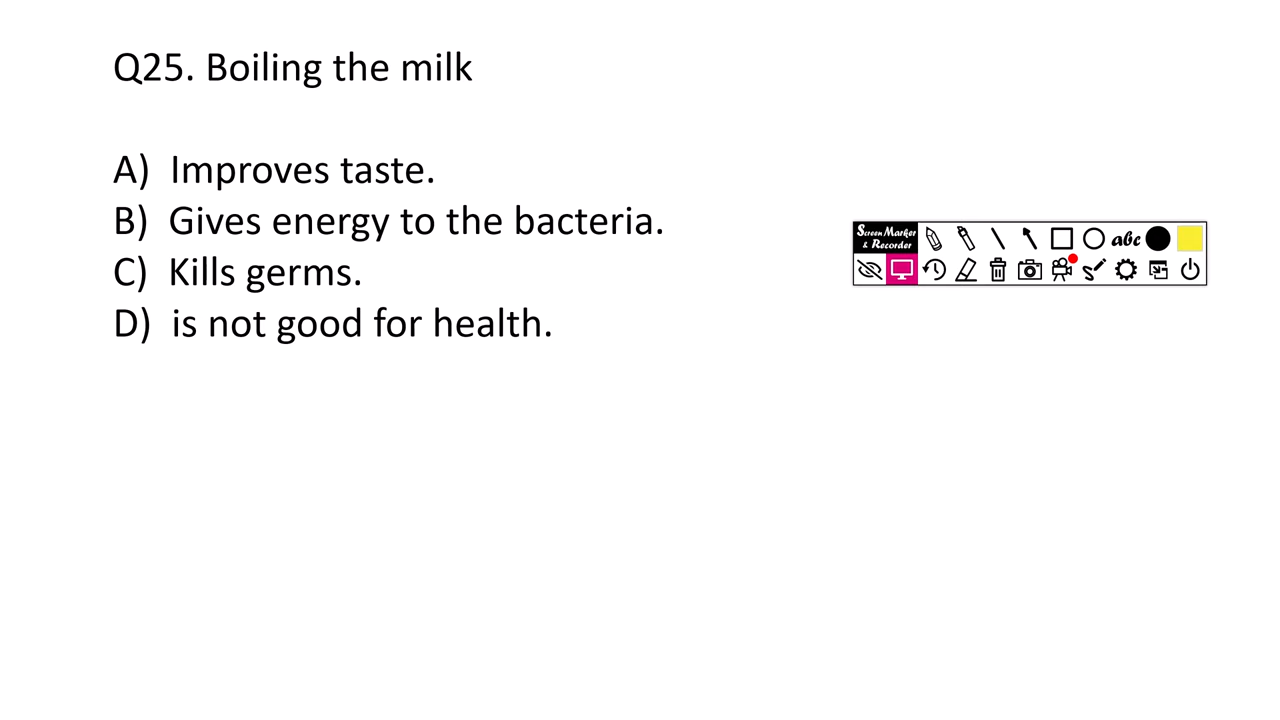 Q25. Boiling the milk
A) Improves taste.
B) Gives energy to the bacteria.
C) Kills germs.
D) is not good for health.
Screen Marker
& Recorder
abc